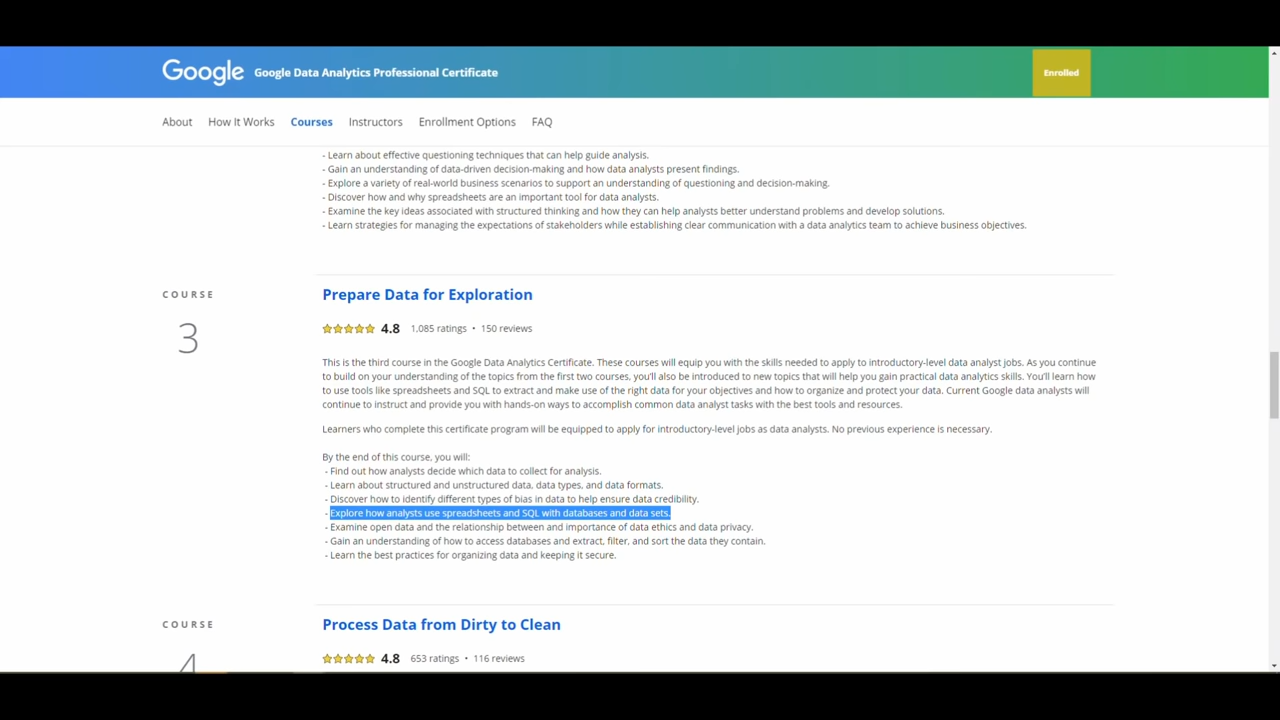 Google Google Data Analytics Professional Certificate Enrolled
About How It Works Courses Instructors Enrollment Options FAQ
- Learn about effective questioning techniques that can help guide analysis.
- Gain an understanding of data-driven decision-making and how data analysts present findings.
- Explore a variety of real-world business scenarios to support an understanding of questioning and decision-making.
- Discover how and why spreadsheets are an important tool for data analysts.
- Examine the key ideas associated with structured thinking and how they can help analysts better understand problems and develop solutions.
- Learn strategies for managing the expectations of stakeholders while establishing clear communication with a data analytics team to achieve business objectives.
COURSE
3
Prepare Data for Exploration
4.8 1,085 ratings • 150 reviews
This is the third course in the Google Data Analytics Certificate. These courses will equip you with the skills needed to apply to introductory-level data analyst jobs. As you continue
to build on your understanding of the topics from the first two courses, you'll also be introduced to new topics that will help you gain practical data analytics skills. You'll learn how
to use tools like spreadsheets and SQL to extract and make use of the right data for your objectives and how to organize and protect your data. Current Google data analysts will
continue to instruct and provide you with hands-on ways to accomplish common data analyst tasks with the best tools and resources.
Learners who complete this certificate program will be equipped to apply for introductory-level jobs as data analysts. No previous experience is necessary.
By the end of this course, you will:
- Find out how analysts decide which data to collect for analysis.
- Learn about structured and unstructured data, data types, and data formats.
- Discover how to identify different types of bias in data to help ensure data credibility.
- Explore how analysts use spreadsheets and SQL with databases and data sets.
- Examine open data and the relationship between and importance of data ethics and data privacy.
- Gain an understanding of how to access databases and extract, filter, and sort the data they contain.
- Learn the best practices for organizing data and keeping it secure.
COURSE
4
Process Data from Dirty to Clean
4.8 653 ratings • 116 reviews